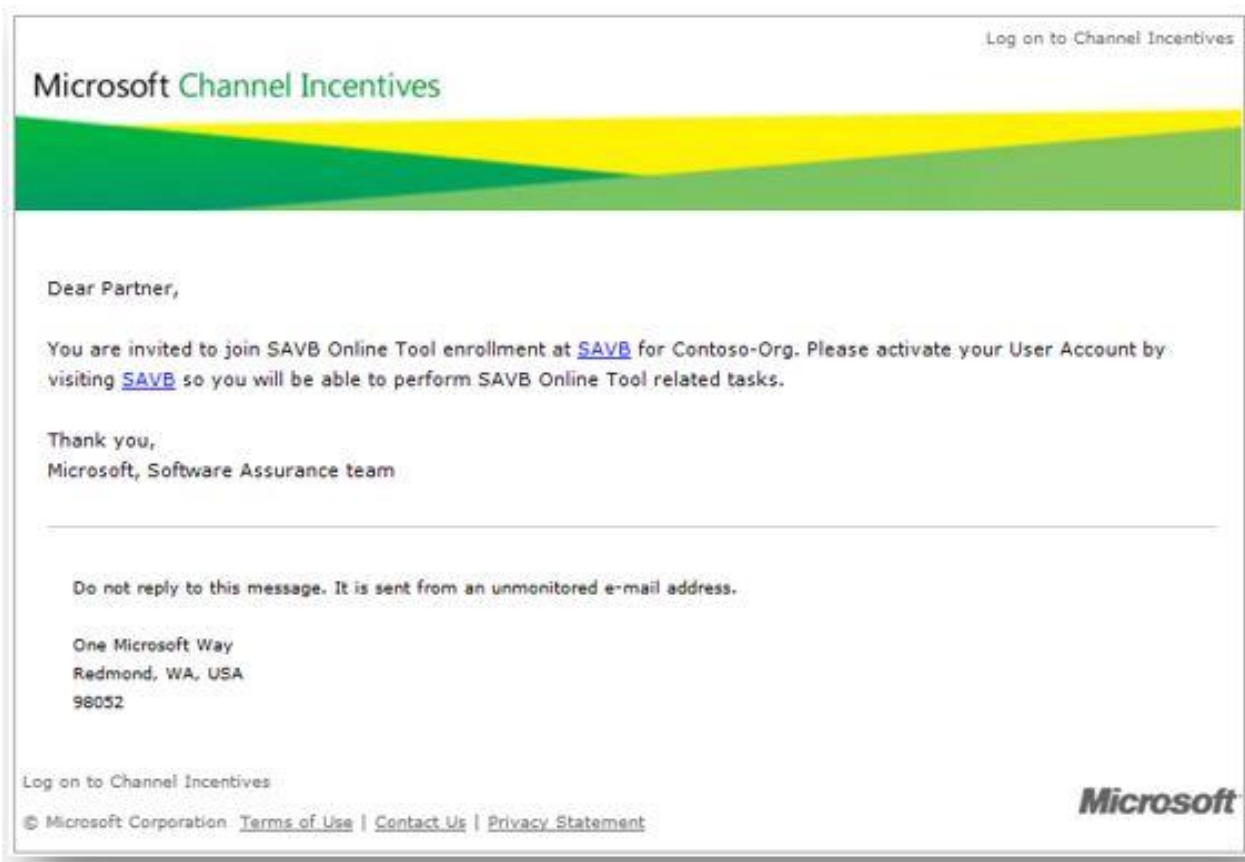 Log on to Channel Incentives
Microsoft Channel Incentives
Dear Partner,
You are invited to join SAVB Online Tool enrollment at SAVB for Contoso-Org. Please activate your User Account by
visiting SAVB so you will be able to perform SAVB Online Tool related tasks.
Thank you,
Microsoft, Software Assurance team
Do not reply to this message. It is sent from an unmonitored e-mail address.
One Microsoft Way
Redmond, WA, USA
98052
Log on to Channel Incentives
Microsoft
© Microsoft Corporation Terms of Use | Contact Us | Privacy Statement